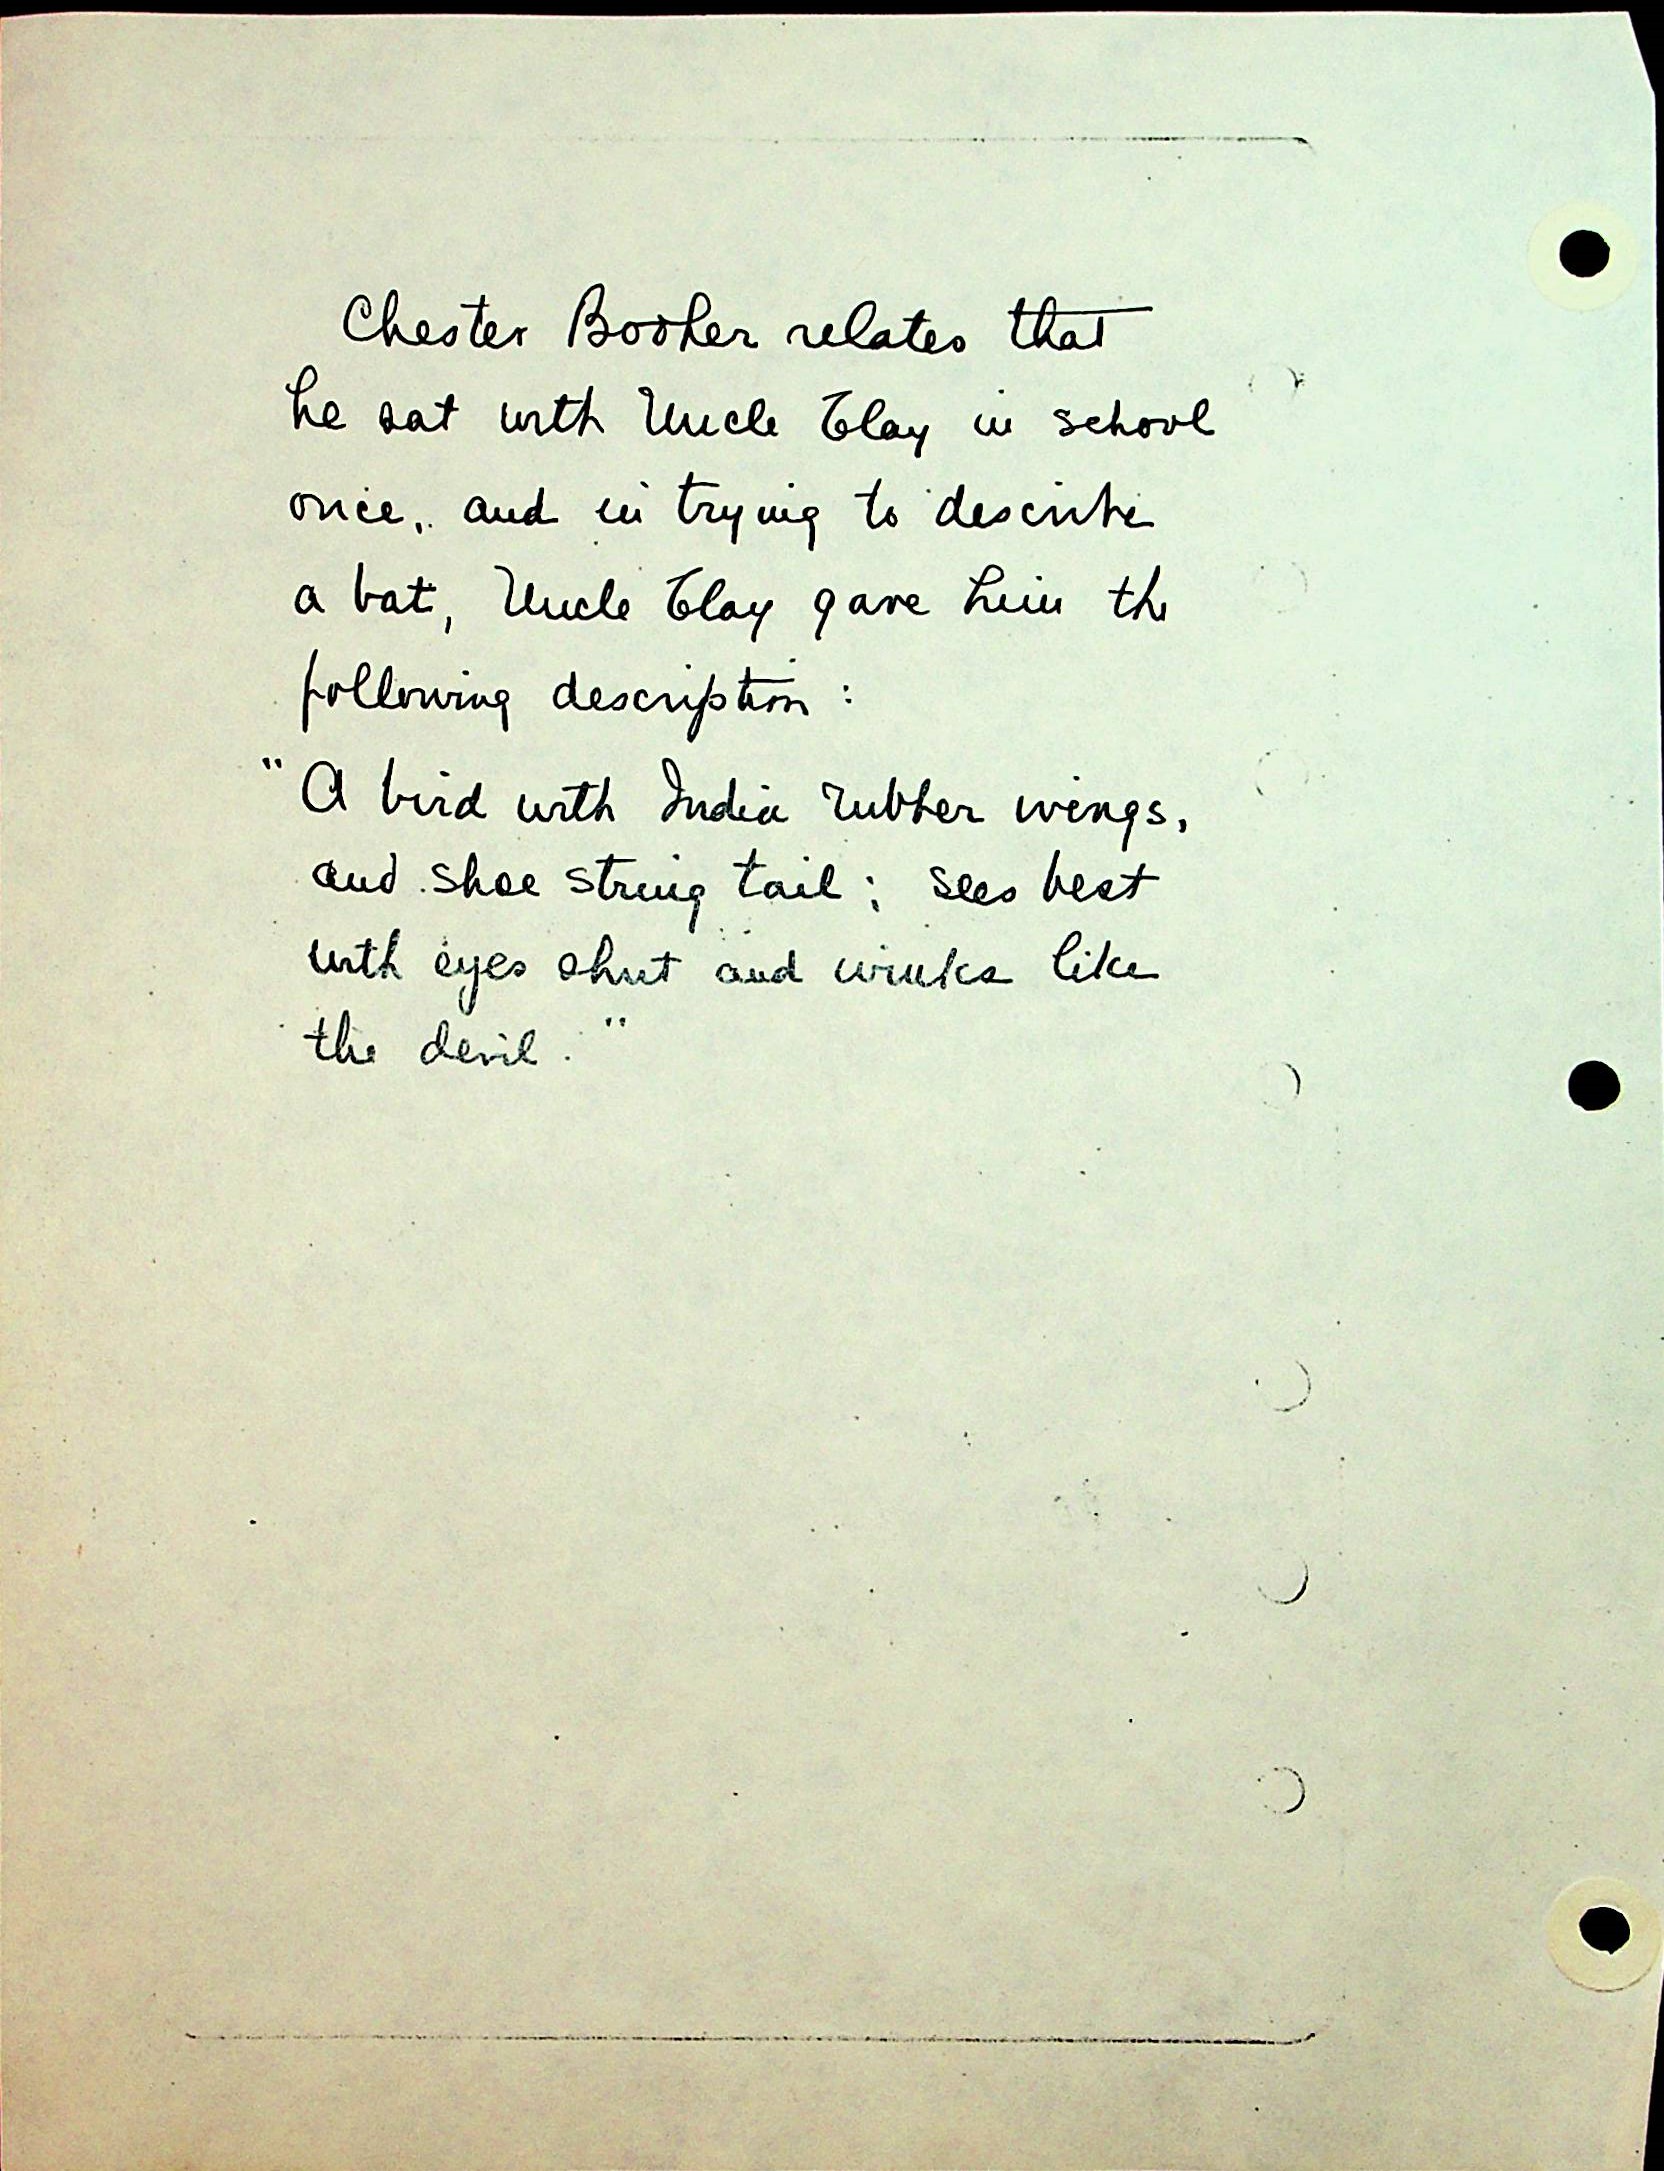 Chester Booher relates that
he sat with Uncle Clay in school
once, and in trying to describe
a bat, Uncle Clay gave him the
following description:
"A bird with India rubber wings,
and shoe string tail; sees best
with eyes shut and winks like
the devil."